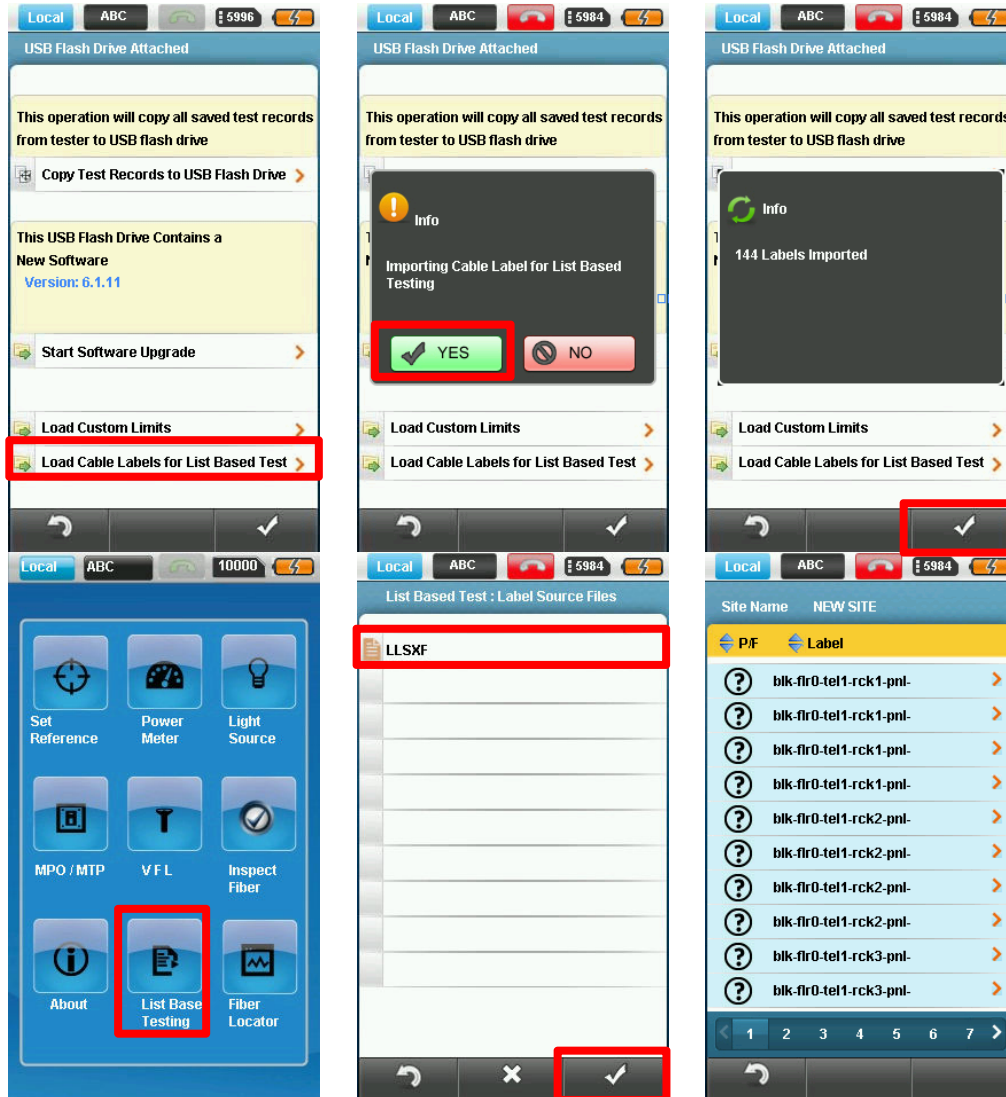 Local ABC 5996
USB Flash Drive Attached
This operation will copy all saved test records
from tester to USB flash drive
Copy Test Records to USB Flash Drive
This USB Flash Drive Contains a
New Software
Version: 6.1.11
Start Software Upgrade
Load Custom Limits
Load Cable Labels for List Based Test
Local ABC 5984
USB Flash Drive Attached
This operation will copy all saved test records
from tester to USB flash drive
Info
Importing Cable Label for List Based
Testing
YES NO
Load Custom Limits
Load Cable Labels for List Based Test
Local ABC 5984
USB Flash Drive Attached
This operation will copy all saved test records
from tester to USB flash drive
Info
144 Labels Imported
Load Custom Limits
Load Cable Labels for List Based Test
Local ABC 10000
Set
Reference
Power
Meter
Light
Source
MPO / MTP
V F L
Inspect
Fiber
About
List Base
Testing
Fiber
Locator
Local ABC 5984
List Based Test : Label Source Files
LLSXF
Local ABC 5984
Site Name NEW SITE
P/F Label
blk-flr0-tel1-rck1-pnl-
blk-flr0-tel1-rck1-pnl-
blk-flr0-tel1-rck1-pnl-
blk-flr0-tel1-rck1-pnl-
blk-flr0-tel1-rck2-pnl-
blk-flr0-tel1-rck2-pnl-
blk-flr0-tel1-rck2-pnl-
blk-flr0-tel1-rck2-pnl-
blk-flr0-tel1-rck3-pnl-
blk-flr0-tel1-rck3-pnl-
1 2 3 4 5 6 7